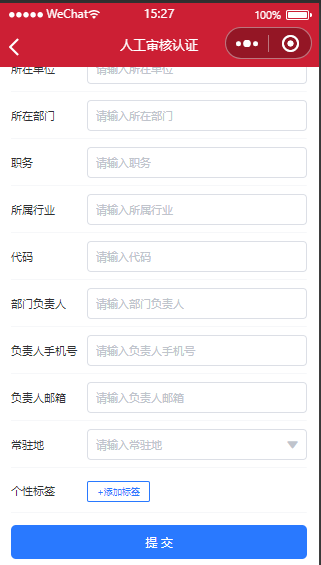 WeChat 15:27 100%
人工审核认证
所在单位 请输入所在单位
所在部门 请输入所在部门
职务 请输入职务
所属行业 请输入所属行业
代码 请输入代码
部门负责人 请输入部门负责人
负责人手机号 请输入负责人手机号
负责人邮箱 请输入负责人邮箱
常驻地 请输入常驻地
个性标签 +添加标签
提交